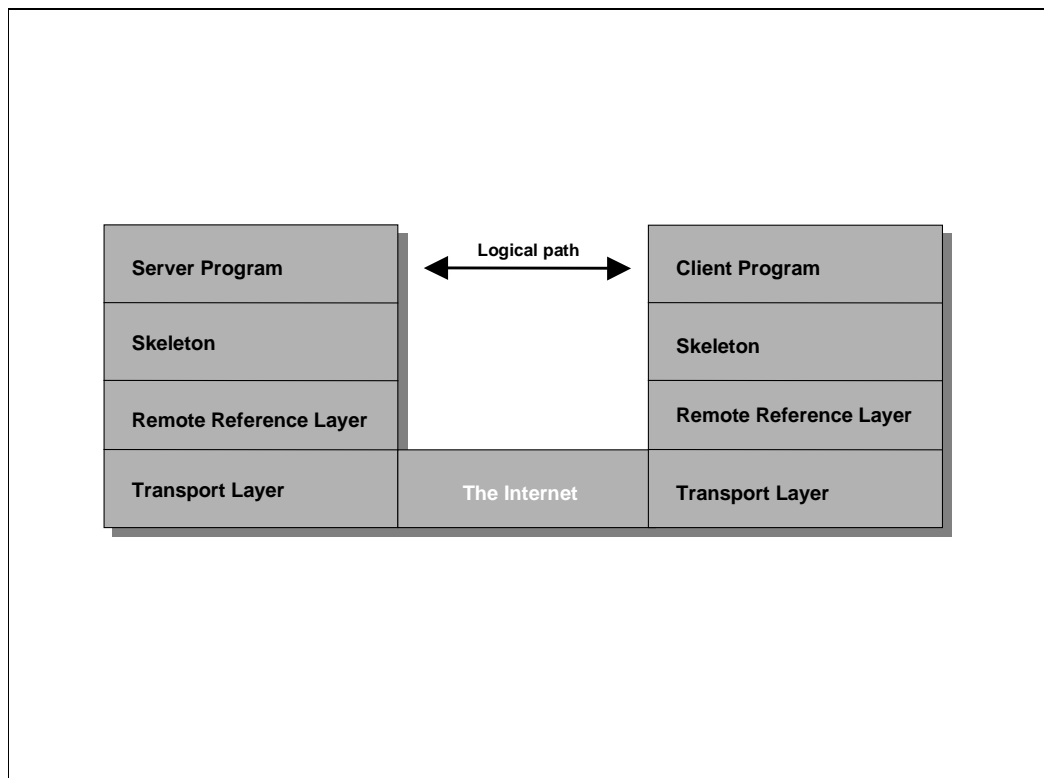 Logical path
Server Program
Client Program
Skeleton
Skeleton
Remote Reference Layer
Remote Reference Layer
Transport Layer
The Internet
Transport Layer